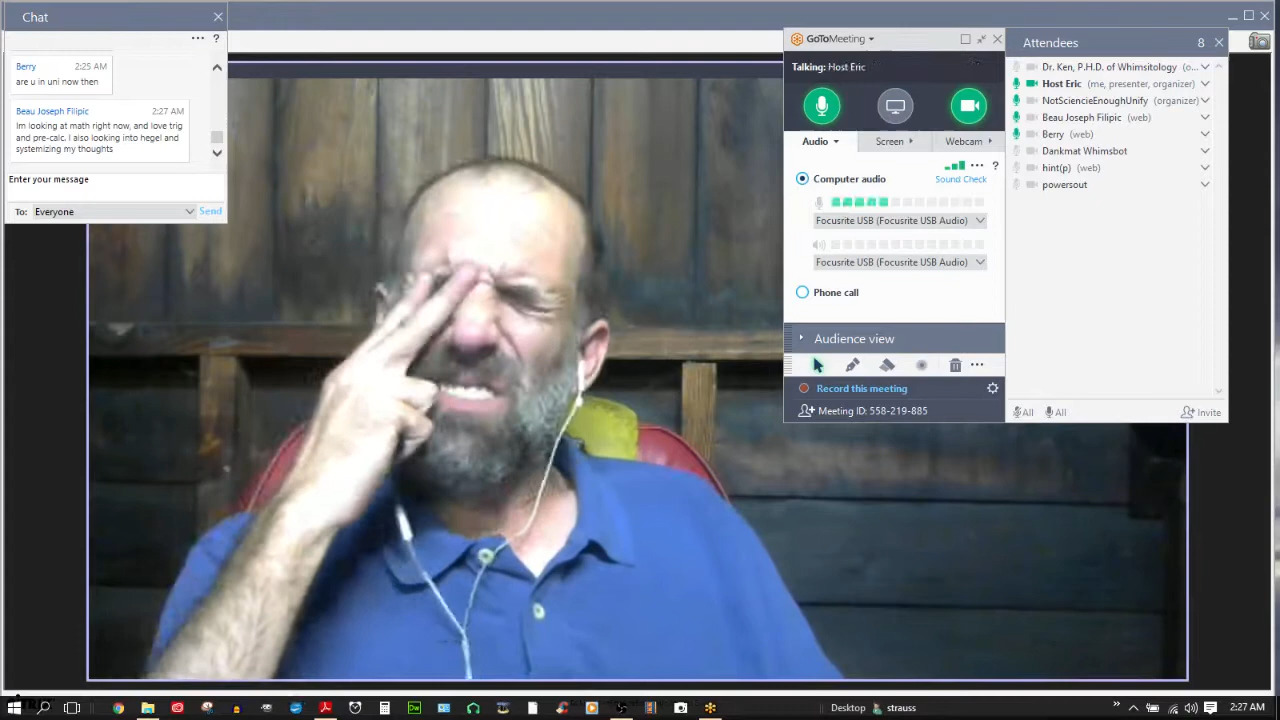 Chat
Berry 2:25 AM
are u in uni now then
Beau Joseph Filipic 2:27 AM
Im looking at math right now, and love trig
and pre-calc. I also looking into hegel and
systemizing my thoughts
Enter your message
To: Everyone Send
GoToMeeting
Talking: Host Eric
Audio Screen Webcam
Computer audio
Sound Check
Focusrite USB (Focusrite USB Audio)
Focusrite USB (Focusrite USB Audio)
Phone call
Audience view
Record this meeting
Meeting ID: 558-219-885
Attendees 8
Dr. Ken, P.H.D. of Whimsitology (o...
Host Eric (me, presenter, organizer)
NotSciencieEnoughUnify (organizer)
Beau Joseph Filipic (web)
Berry (web)
Dankmat Whimsbot
hint(p) (web)
powersout
All All Invite
Desktop strauss 2:27 AM